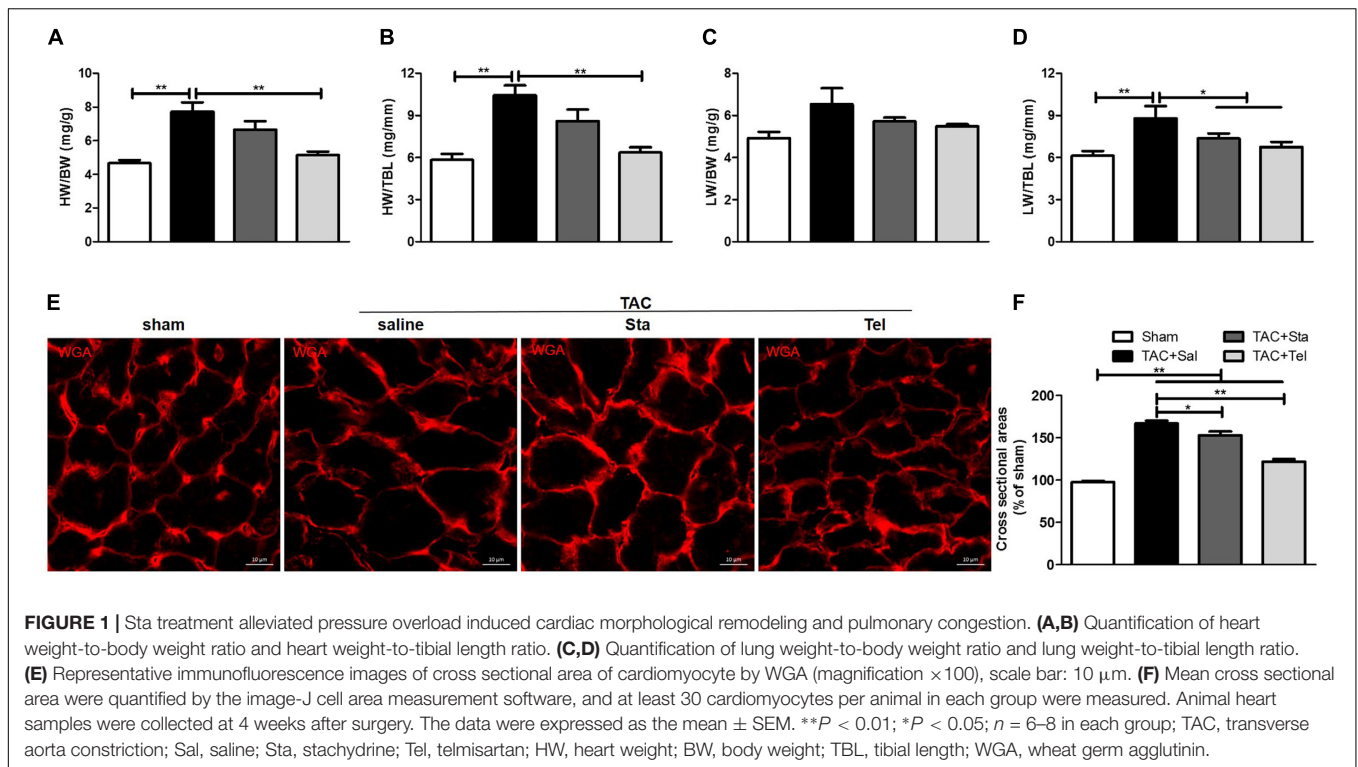 A
HW/BW (mg/g)
10
8
6
4
2
0
** **
B
HW/TBL (mg/mm)
12
9
6
3
0
** **
C
LW/BW (mg/g)
8
6
4
2
0
D
LW/TBL (mg/mm)
12
9
6
3
0
** *
E
TAC
sham saline Sta Tel
WGA WGA WGA WGA
10 μm 10 μm 10 μm 10 μm
F
Sham TAC+Sta
TAC+Sal TAC+Tel
**
**
*
Cross sectional areas
(% of sham)
200
150
100
50
0
FIGURE 1 | Sta treatment alleviated pressure overload induced cardiac morphological remodeling and pulmonary congestion. (A,B) Quantification of heart
weight-to-body weight ratio and heart weight-to-tibial length ratio. (C,D) Quantification of lung weight-to-body weight ratio and lung weight-to-tibial length ratio.
(E) Representative immunofluorescence images of cross sectional area of cardiomyocyte by WGA (magnification ×100), scale bar: 10 μm. (F) Mean cross sectional
area were quantified by the image-J cell area measurement software, and at least 30 cardiomyocytes per animal in each group were measured. Animal heart
samples were collected at 4 weeks after surgery. The data were expressed as the mean ± SEM. **P < 0.01; *P < 0.05; n = 6–8 in each group; TAC, transverse
aorta constriction; Sal, saline; Sta, stachydrine; Tel, telmisartan; HW, heart weight; BW, body weight; TBL, tibial length; WGA, wheat germ agglutinin.